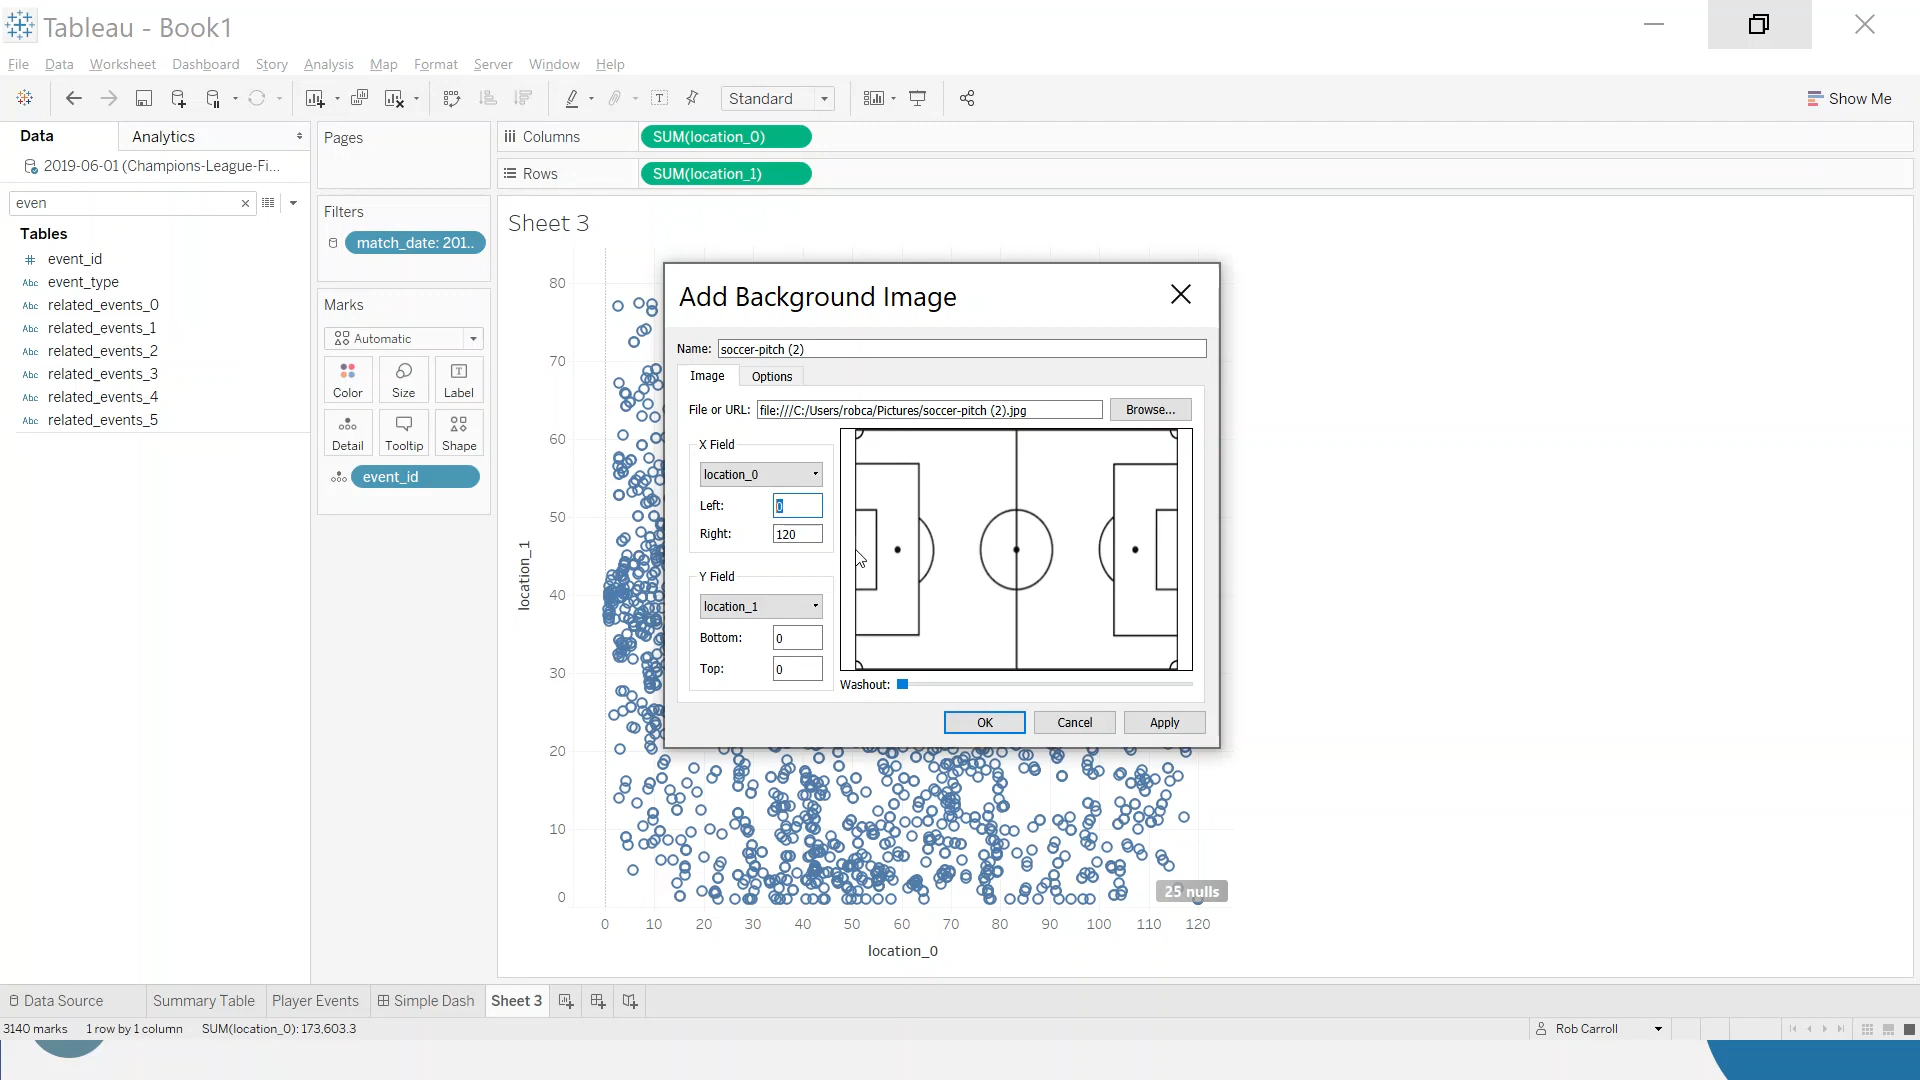 Tableau - Book1
File Data Worksheet Dashboard Story Analysis Map Format Server Window Help
Standard
Show Me
Data Analytics
Pages
Columns SUM(location_0)
2019-06-01 (Champions-League-Fi...
Rows SUM(location_1)
even
Filters
Sheet 3
Tables
match_date: 201..
# event_id
Abc event_type
Abc related_events_0
Abc related_events_1
Abc related_events_2
Abc related_events_3
Abc related_events_4
Abc related_events_5
Marks
Automatic
Color Size Label
Detail Tooltip Shape
event_id
Add Background Image
Name: soccer-pitch (2)
Image Options
File or URL: file:///C:/Users/robca/Pictures/soccer-pitch (2).jpg Browse...
X Field
location_0
Left: 0
Right: 120
Y Field
location_1
Bottom: 0
Top: 0
Washout:
OK Cancel Apply
80
70
60
50
40
30
20
10
0
location_1
25 nulls
0 10 20 30 40 50 60 70 80 90 100 110 120
location_0
Data Source Summary Table Player Events Simple Dash Sheet 3
3140 marks 1 row by 1 column SUM(location_0): 173,603.3
Rob Carroll